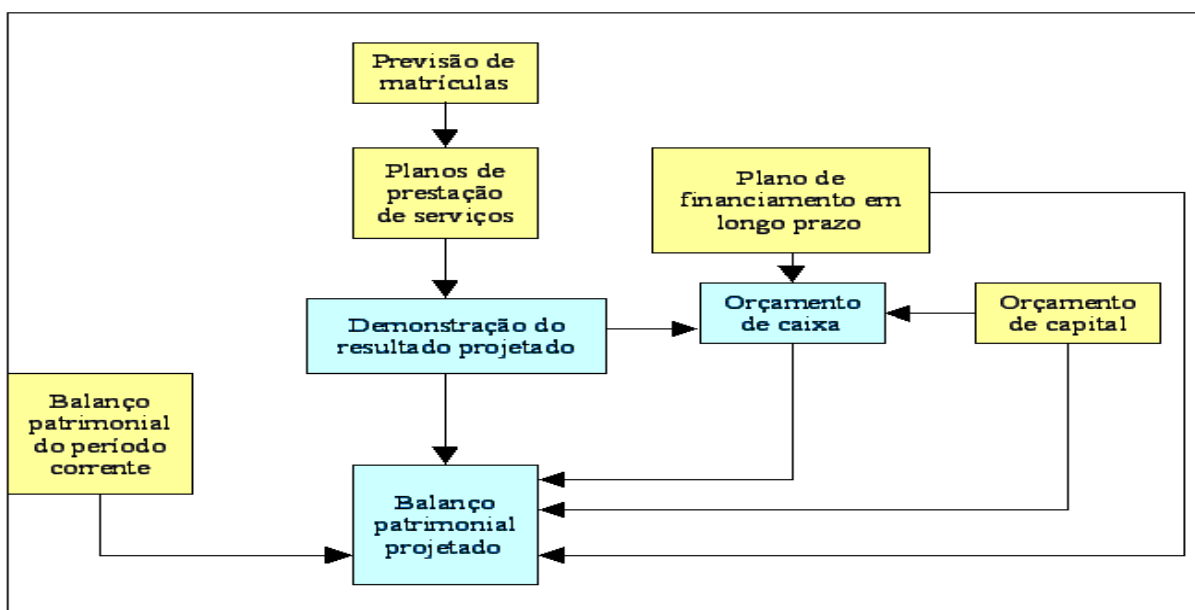 Previsão de
matrículas
Planos de
prestação
de serviços
Plano de
financiamento em
longo prazo
Demonstração do
resultado projetado
Orçamento
de caixa
Orçamento
de capital
Balanço
patrimonial
do período
corrente
Balanço
patrimonial
projetado